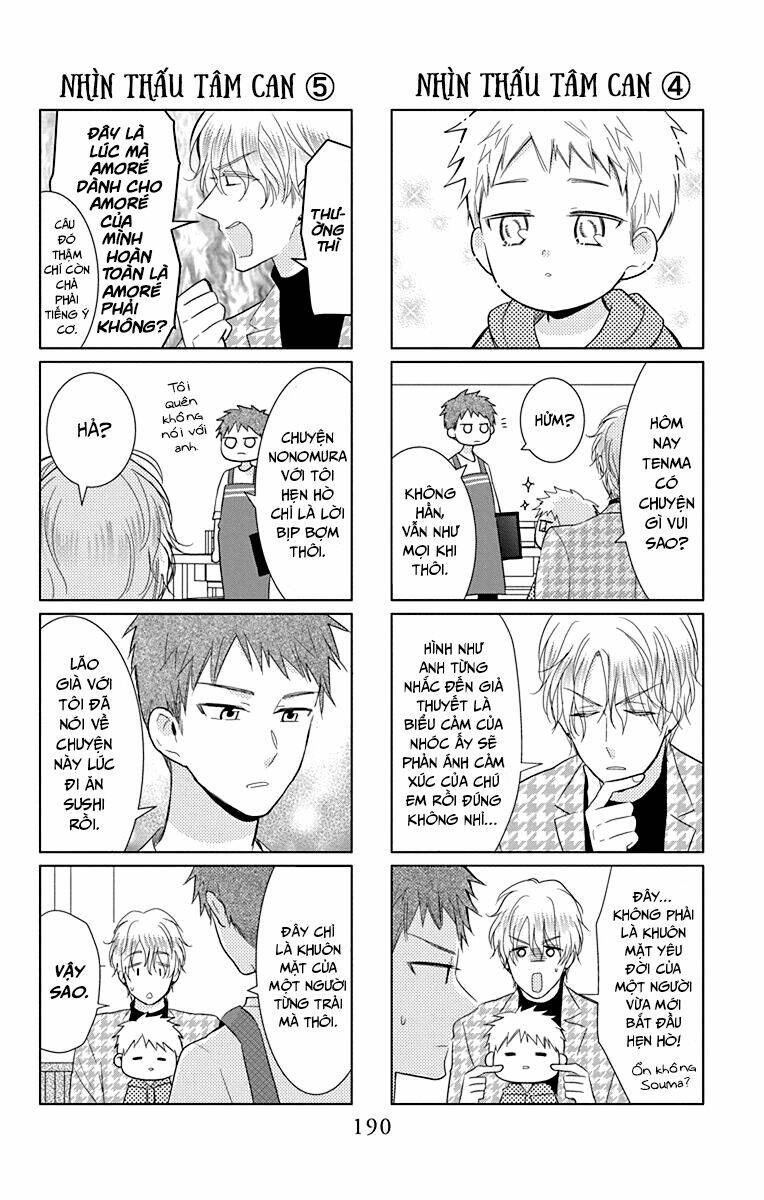 NHÌN THẤU TÂM CAN ④
HÔM
NAY
TENMA
CÓ
CHUYỆN
GÌ VUI
SAO?
HỬM?
KHÔNG
HẲN,
VẪN NHƯ
MỌI KHI
THÔI.
HÌNH NHƯ
ANH TỪNG
NHẮC ĐẾN GIẢ
THUYẾT LÀ
BIỂU CẢM CỦA
NHÓC ẤY SẼ
PHẢN ÁNH CẢM
XÚC CỦA CHÚ
EM RỒI ĐÚNG
KHÔNG NHỈ...
ĐÂY...
KHÔNG PHẢI
LÀ KHUÔN
MẶT YÊU
ĐỜI CỦA
MỘT NGƯỜI
VỪA MỚI
BẮT ĐẦU
HẸN HÒ!
Ổn không
Souma?
NHÌN THẤU TÂM CAN ⑤
THƯ-
ỜNG
THÌ
ĐÂY LÀ
LÚC MÀ
AMORÉ
DÀNH CHO
AMORÉ
CỦA
MÌNH
HOÀN
TOÀN LÀ
AMORÉ
PHẢI
KHÔNG?
CÂU
ĐÓ
THẬM
CHÍ CÒN
CHẢ
PHẢI
TIẾNG Ý
CƠ.
CHUYỆN
NONOMURA
VỚI TÔI
HẸN HÒ
CHỈ LÀ LỜI
BỊP BỢM
THÔI.
Tôi
quên
không
nói với
anh.
HẢ?
LÃO
GIÀ VỚI
TÔI ĐÃ
NÓI VỀ
CHUYỆN
NÀY LÚC
ĐI ĂN
SUSHI
RỒI.
ĐÂY CHỈ
LÀ KHUÔN
MẶT CỦA
MỘT NGƯỜI
TỪNG TRẢI
MÀ THÔI.
VẬY
SAO.
190